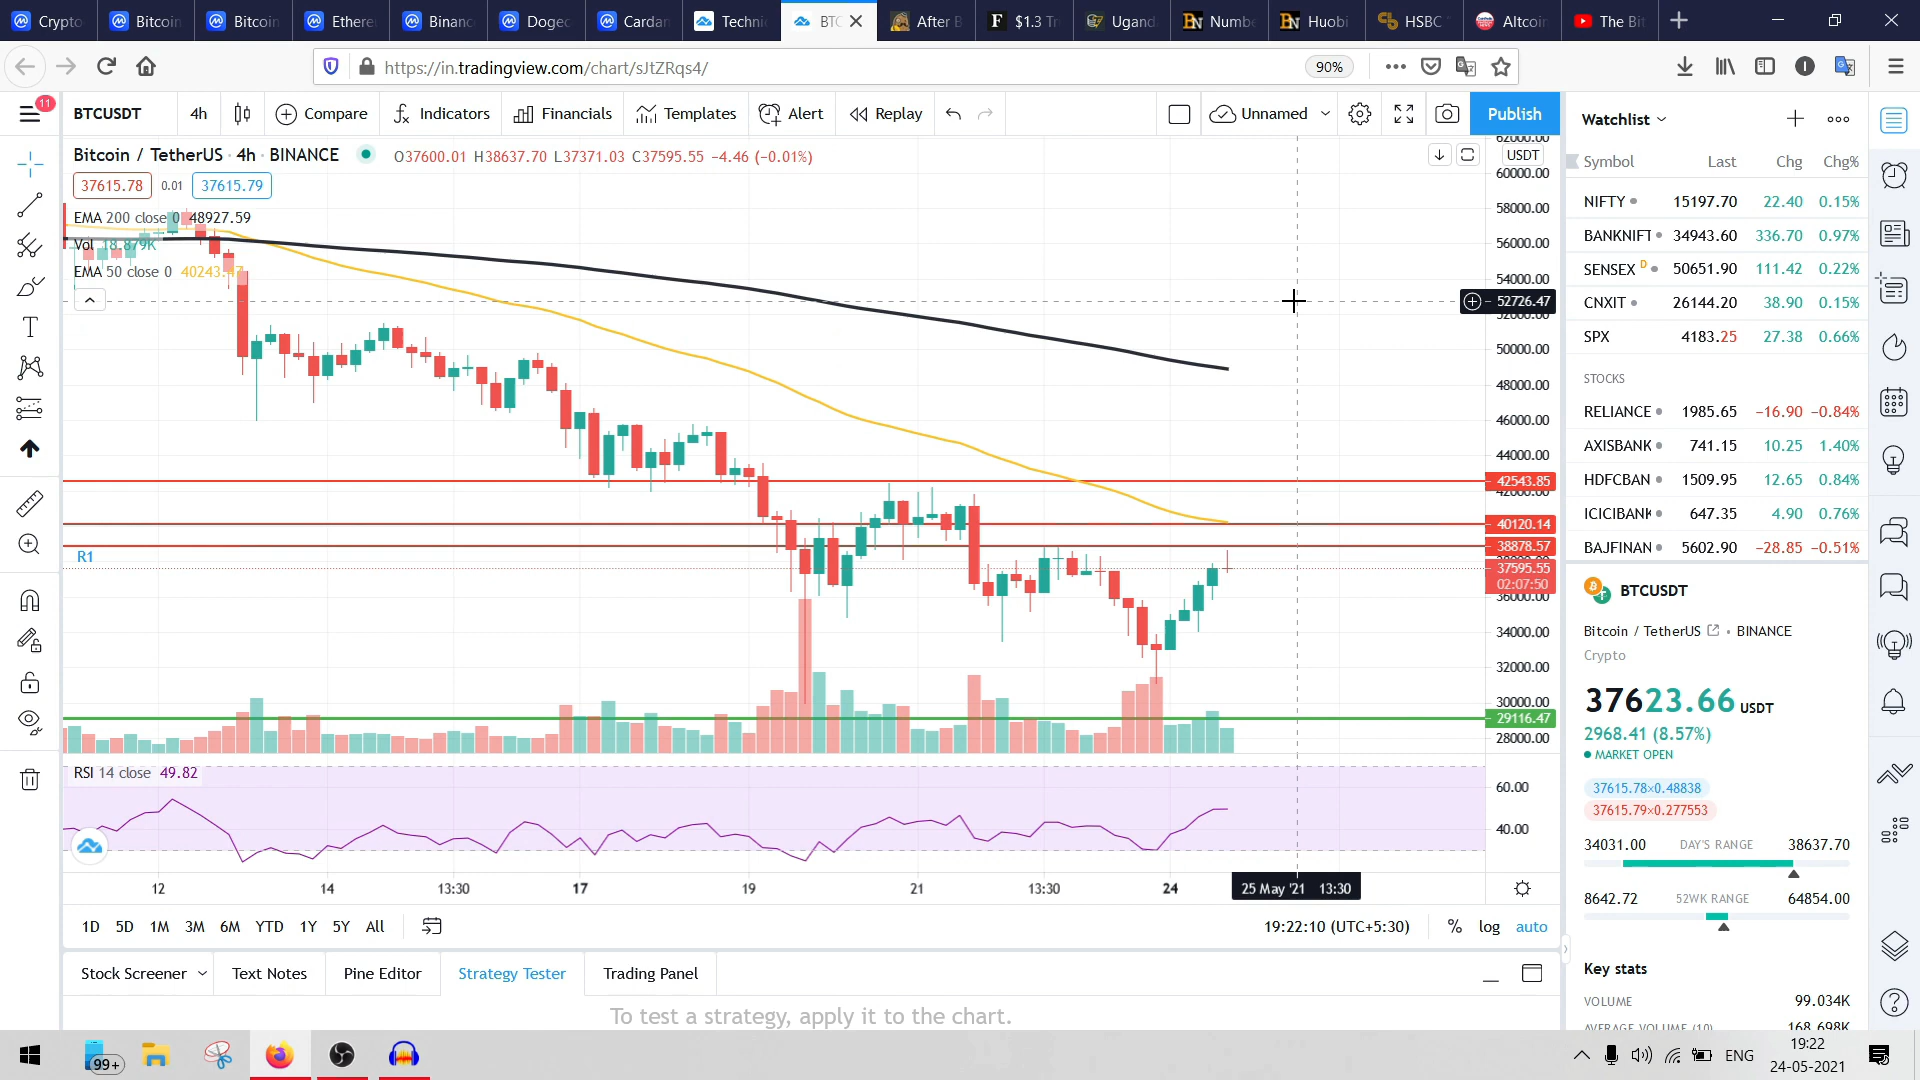 Crypto Bitcoin Bitcoin Ethere Binanc Dogec Cardan Technic BTC After B $1.3 Tr Ugand Numbe Huobi HSBC Altcoin The Bit
https://in.tradingview.com/chart/sJtZRqs4/ 90%
11 BTCUSDT 4h Compare Indicators Financials Templates Alert Replay Unnamed Publish
Bitcoin / TetherUS · 4h · BINANCE O37600.01 H38637.70 L37371.03 C37595.55 −4.46 (−0.01%)
37615.78 0.01 37615.79
EMA 200 close 0 48927.59
Vol 18.879K
EMA 50 close 0 40243.47
R1
USDT
62000.00
60000.00
58000.00
56000.00
54000.00
52726.47
52000.00
50000.00
48000.00
46000.00
44000.00
42543.85
42000.00
40120.14
38878.57
37595.55
02:07:50
36000.00
34000.00
32000.00
30000.00
29116.47
28000.00
RSI 14 close 49.82
60.00
40.00
12 14 13:30 17 19 21 13:30 24 25 May '21 13:30
1D 5D 1M 3M 6M YTD 1Y 5Y All 19:22:10 (UTC+5:30) % log auto
Stock Screener Text Notes Pine Editor Strategy Tester Trading Panel
To test a strategy, apply it to the chart.
Watchlist
Symbol Last Chg Chg%
NIFTY 15197.70 22.40 0.15%
BANKNIFT 34943.60 336.70 0.97%
SENSEX D 50651.90 111.42 0.22%
CNXIT 26144.20 38.90 0.15%
SPX 4183.25 27.38 0.66%
STOCKS
RELIANCE 1985.65 −16.90 −0.84%
AXISBANK 741.15 10.25 1.40%
HDFCBAN 1509.95 12.65 0.84%
ICICIBANK 647.35 4.90 0.76%
BAJFINAN 5602.90 −28.85 −0.51%
BTCUSDT
Bitcoin / TetherUS · BINANCE
Crypto
37623.66 USDT
2968.41 (8.57%)
MARKET OPEN
37615.78×0.48838
37615.79×0.277553
34031.00 DAY'S RANGE 38637.70
8642.72 52WK RANGE 64854.00
Key stats
VOLUME 99.034K
AVERAGE VOLUME (10) 168.698K
99+ ENG 19:22
24-05-2021